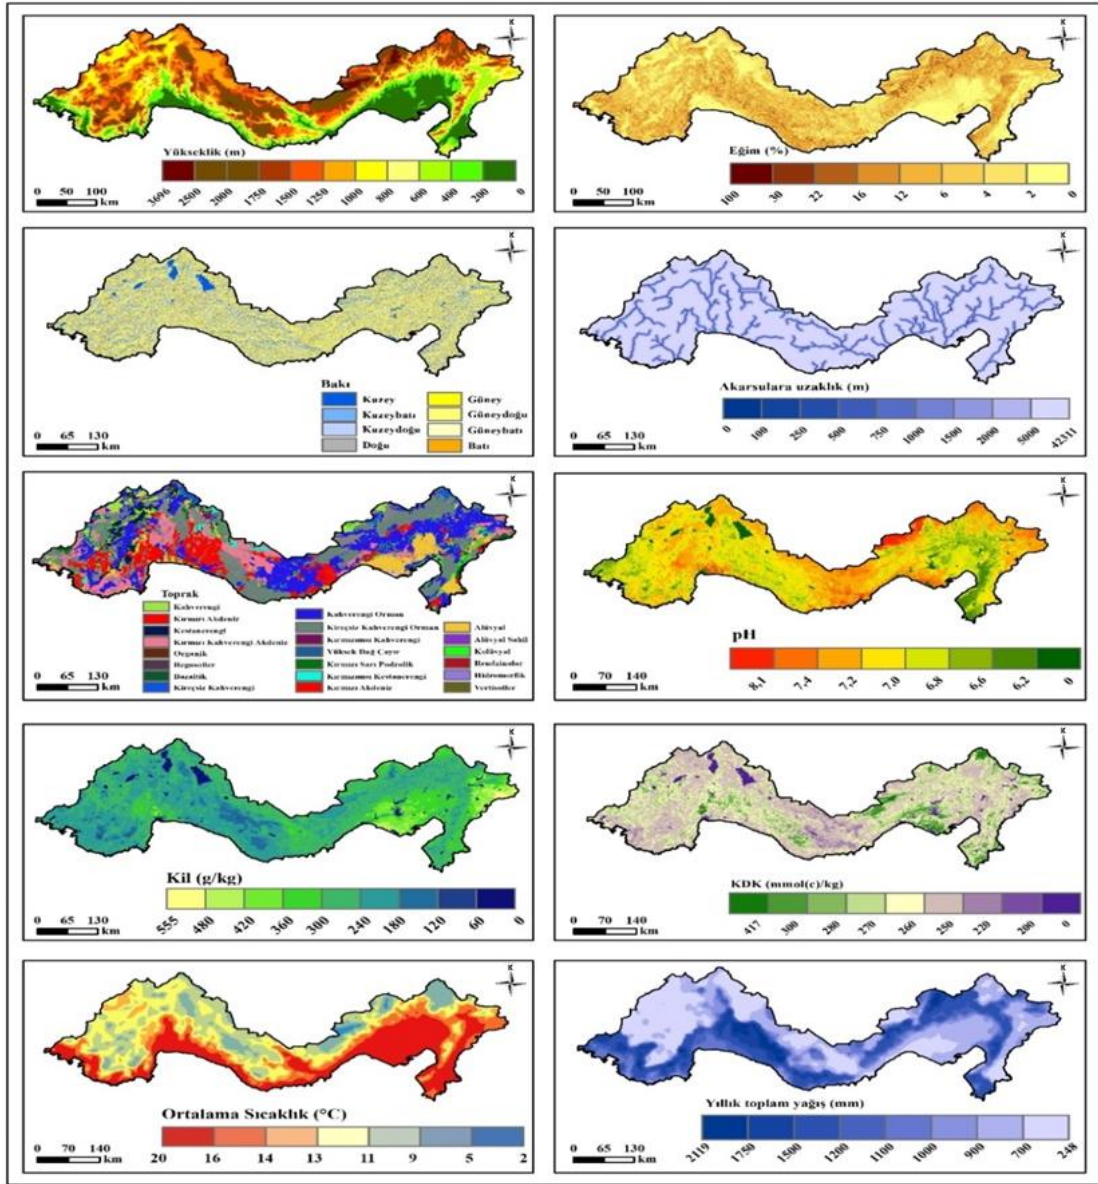 K
Yükseklik (m)
3696 2500 2000 1750 1500 1250 1000 800 600 400 200 0
0 50 100
km
K
Eğim (%)
100 30 22 16 12 6 4 2 0
0 50 100
km
K
Bakı
Kuzey
Kuzeybatı
Kuzeydoğu
Doğu
Güney
Güneydoğu
Güneybatı
Batı
0 65 130
km
K
Akarsulara uzaklık (m)
0 100 250 500 750 1000 1500 2000 5000 42311
0 65 130
km
K
Toprak
Kahverengi
Kırmızı Akdeniz
Kestanerengi
Kırmızı Kahverengi Akdeniz
Organik
Regosoller
Bazaltik
Kireçsiz Kahverengi
Kahverengi Orman
Kireçsiz Kahverengi Orman
Kırmızımsı Kahverengi
Yüksek Dağ Çayır
Kırmızı Sarı Podzolik
Kırmızımsı Kestanerengi
Kırmızı Akdeniz
Alüvyal
Alüvyal Sahil
Kolüvyal
Rendzinalar
Hidromorfik
Vertisoller
K
pH
8,1 7,4 7,2 7,0 6,8 6,6 6,2 0
0 70 140
km
K
Kil (g/kg)
555 480 420 360 300 240 180 120 60 0
0 65 130
km
K
KDK (mmol(c)/kg)
417 300 280 270 260 250 220 200 0
0 70 140
km
K
Ortalama Sıcaklık (°C)
20 16 14 13 11 9 5 2
0 70 140
km
K
Yıllık toplam yağış (mm)
2119 1750 1500 1200 1100 1000 900 700 248
0 65 130
km